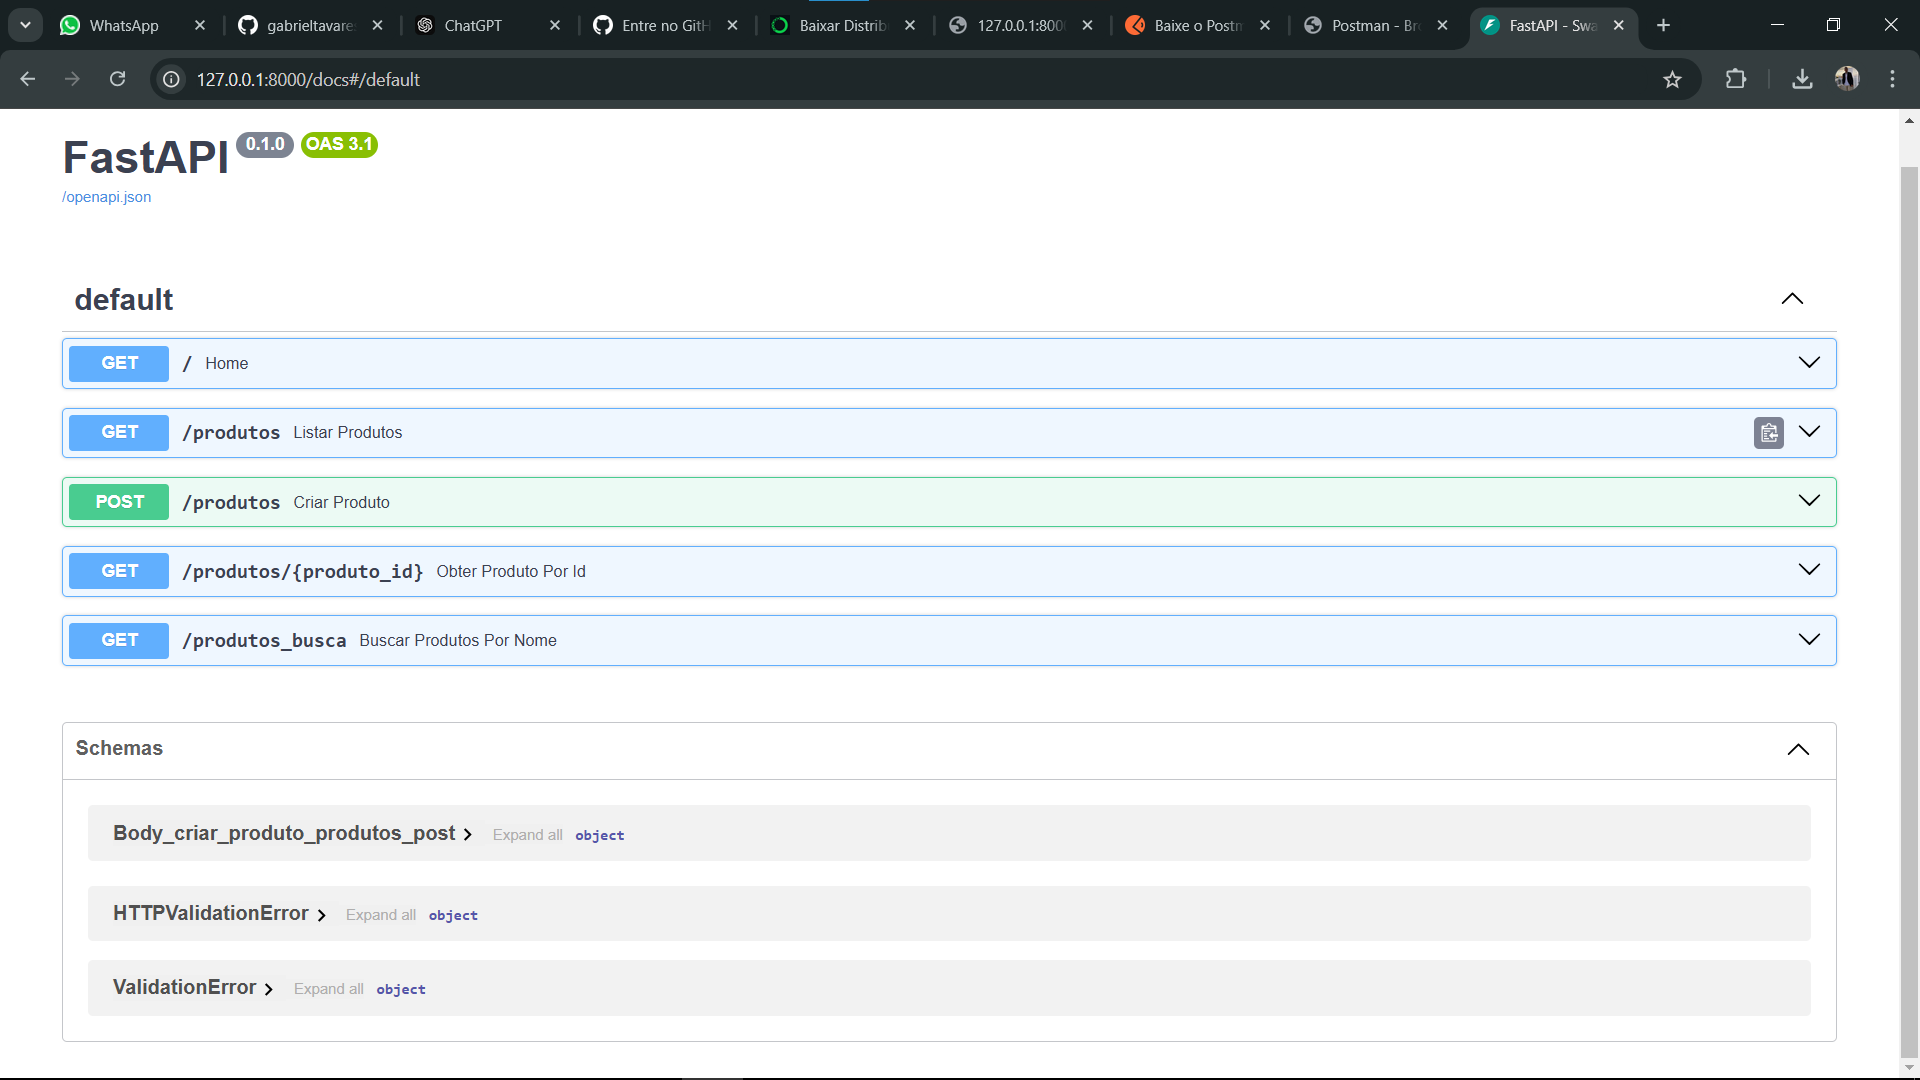 WhatsApp
gabrieltavare
ChatGPT
Entre no GitH
Baixar Distrib
127.0.0.1:800
Baixe o Postm
Postman - Bro
FastAPI - Swa
127.0.0.1:8000/docs#/default
FastAPI 0.1.0 OAS 3.1
/openapi.json
default
GET / Home
GET /produtos Listar Produtos
POST /produtos Criar Produto
GET /produtos/{produto_id} Obter Produto Por Id
GET /produtos_busca Buscar Produtos Por Nome
Schemas
Body_criar_produto_produtos_post Expand all object
HTTPValidationError Expand all object
ValidationError Expand all object